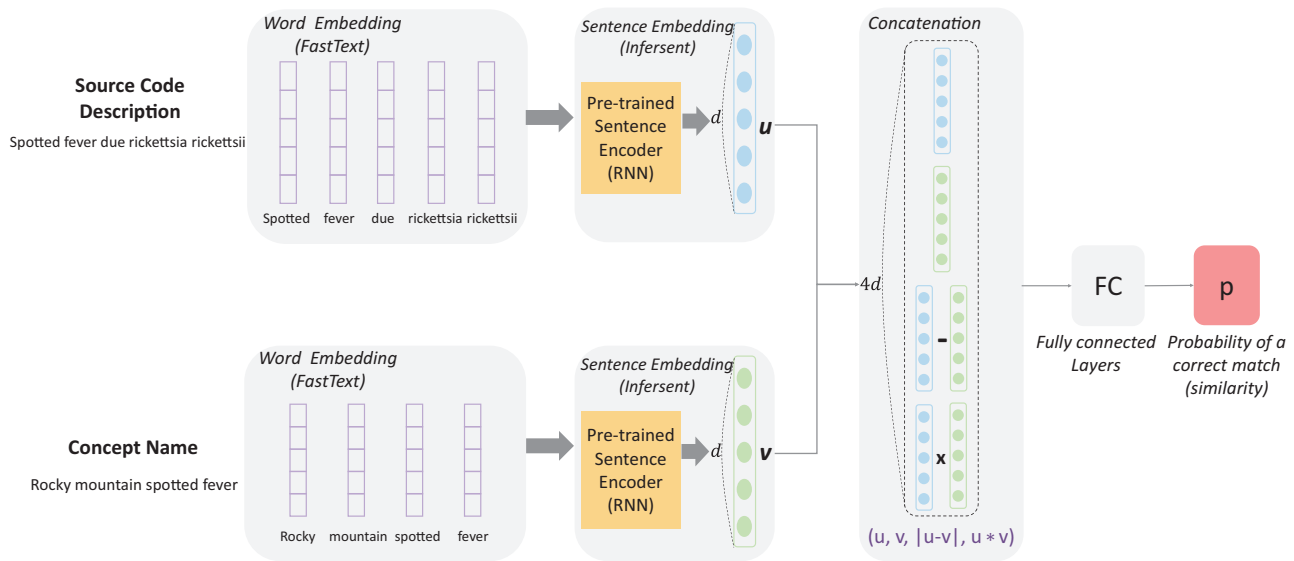 Word Embedding
(FastText)
Sentence Embedding
(Infersent)
Concatenation
Source Code
Description
Spotted fever due rickettsia rickettsii
Pre-trained
Sentence
Encoder
(RNN)
d
u
Spotted fever due rickettsia rickettsii
4d
FC
p
Fully connected
Layers
Probability of a
correct match
(similarity)
-
x
(u, v, |u-v|, u * v)
Word Embedding
(FastText)
Sentence Embedding
(Infersent)
Concept Name
Rocky mountain spotted fever
Pre-trained
Sentence
Encoder
(RNN)
d
v
Rocky mountain spotted fever